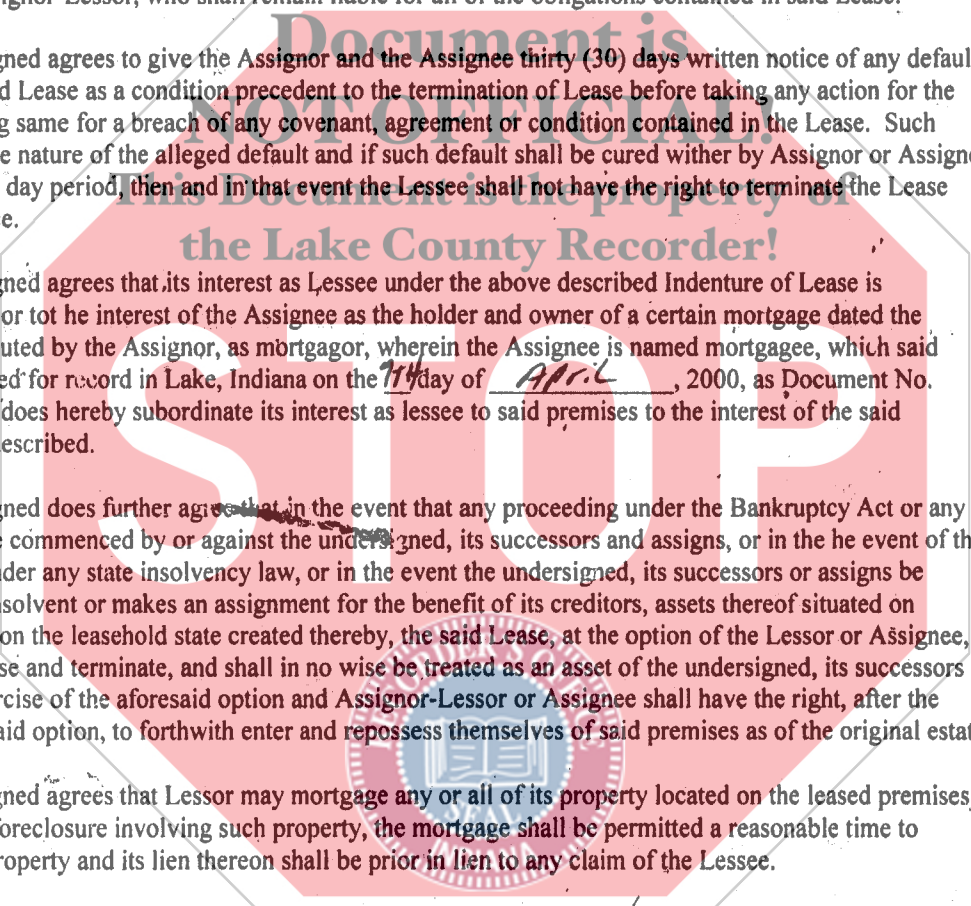 ignor-Lessor, who shall remain liable for all of the obligations contained in said Lease.
Document is
gned agrees to give the Assignor and the Assignee thirty (30) days written notice of any defaul
d Lease as a condition precedent to the termination of Lease before taking any action for the
NOT OFFICIAL!
g same for a breach of any covenant, agreement or condition contained in the Lease. Such
e nature of the alleged default and if such default shall be cured wither by Assignor or Assigne
day period, then and in that event the Lessee shall not have the right to terminate the Lease
This Document is the property of
e.
the Lake County Recorder!
gned agrees that its interest as Lessee under the above described Indenture of Lease is
or tot he interest of the Assignee as the holder and owner of a certain mortgage dated the
uted by the Assignor, as mortgagor, wherein the Assignee is named mortgagee, which said
ed for record in Lake, Indiana on the day of April, 2000, as Document No.
does hereby subordinate its interest as lessee to said premises to the interest of the said
escribed.
STOP
gned does further agree that in the event that any proceeding under the Bankruptcy Act or any
e commenced by or against the undersigned, its successors and assigns, or in the he event of th
der any state insolvency law, or in the event the undersigned, its successors or assigns be
solvent or makes an assignment for the benefit of its creditors, assets thereof situated on
on the leasehold state created thereby, the said Lease, at the option of the Lessor or Assignee,
se and terminate, and shall in no wise be treated as an asset of the undersigned, its successors
rcise of the aforesaid option and Assignor-Lessor or Assignee shall have the right, after the
aid option, to forthwith enter and repossess themselves of said premises as of the original estat
gned agrees that Lessor may mortgage any or all of its property located on the leased premises,
foreclosure involving such property, the mortgage shall be permitted a reasonable time to
roperty and its lien thereon shall be prior in lien to any claim of the Lessee.
INDIANA